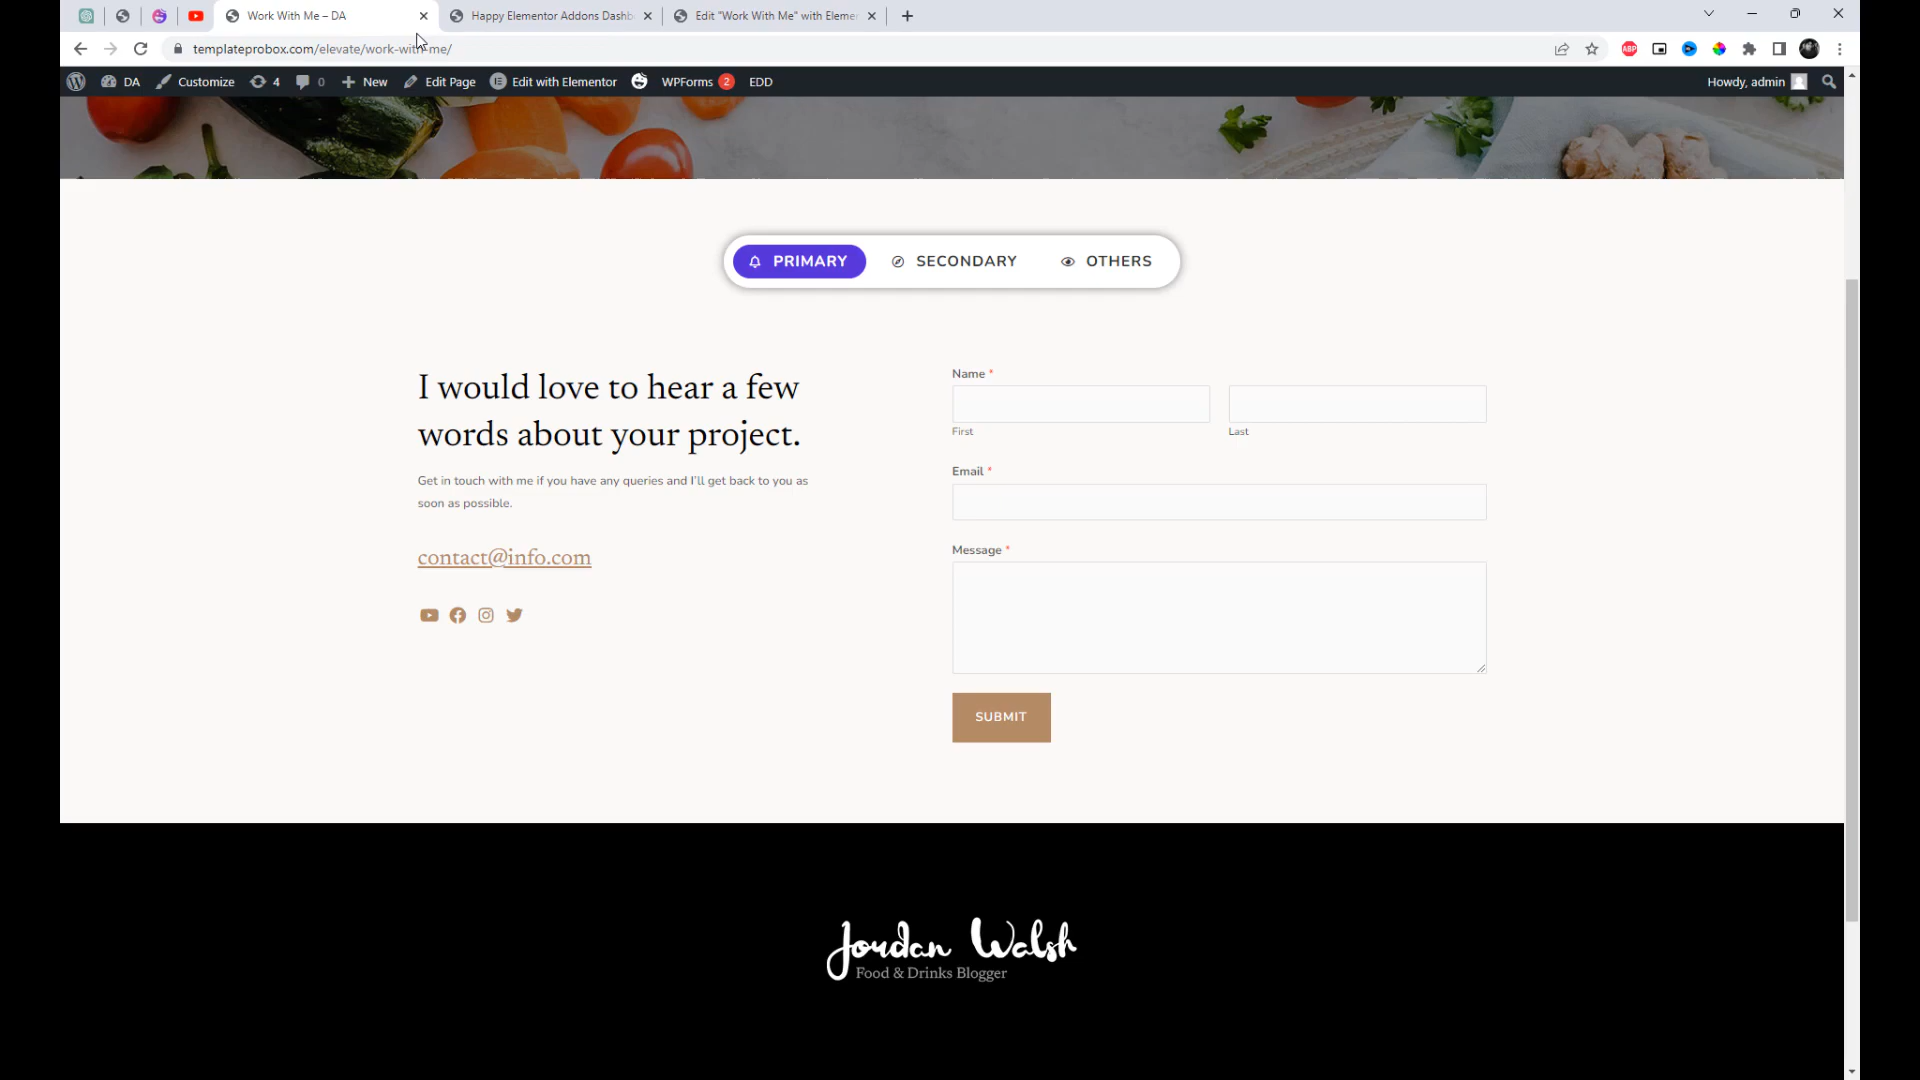 Work With Me – DA
Happy Elementor Addons Dashb
Edit "Work With Me" with Elemen
templateprobox.com/elevate/work-with-me/
ABP
DA
Customize
4
0
New
Edit Page
Edit with Elementor
WPForms 2
EDD
Howdy, admin
PRIMARY
SECONDARY
OTHERS
I would love to hear a few
words about your project.
Get in touch with me if you have any queries and I'll get back to you as
soon as possible.
contact@info.com
Name *
First
Last
Email *
Message *
SUBMIT
Jordan Walsh
Food & Drinks Blogger